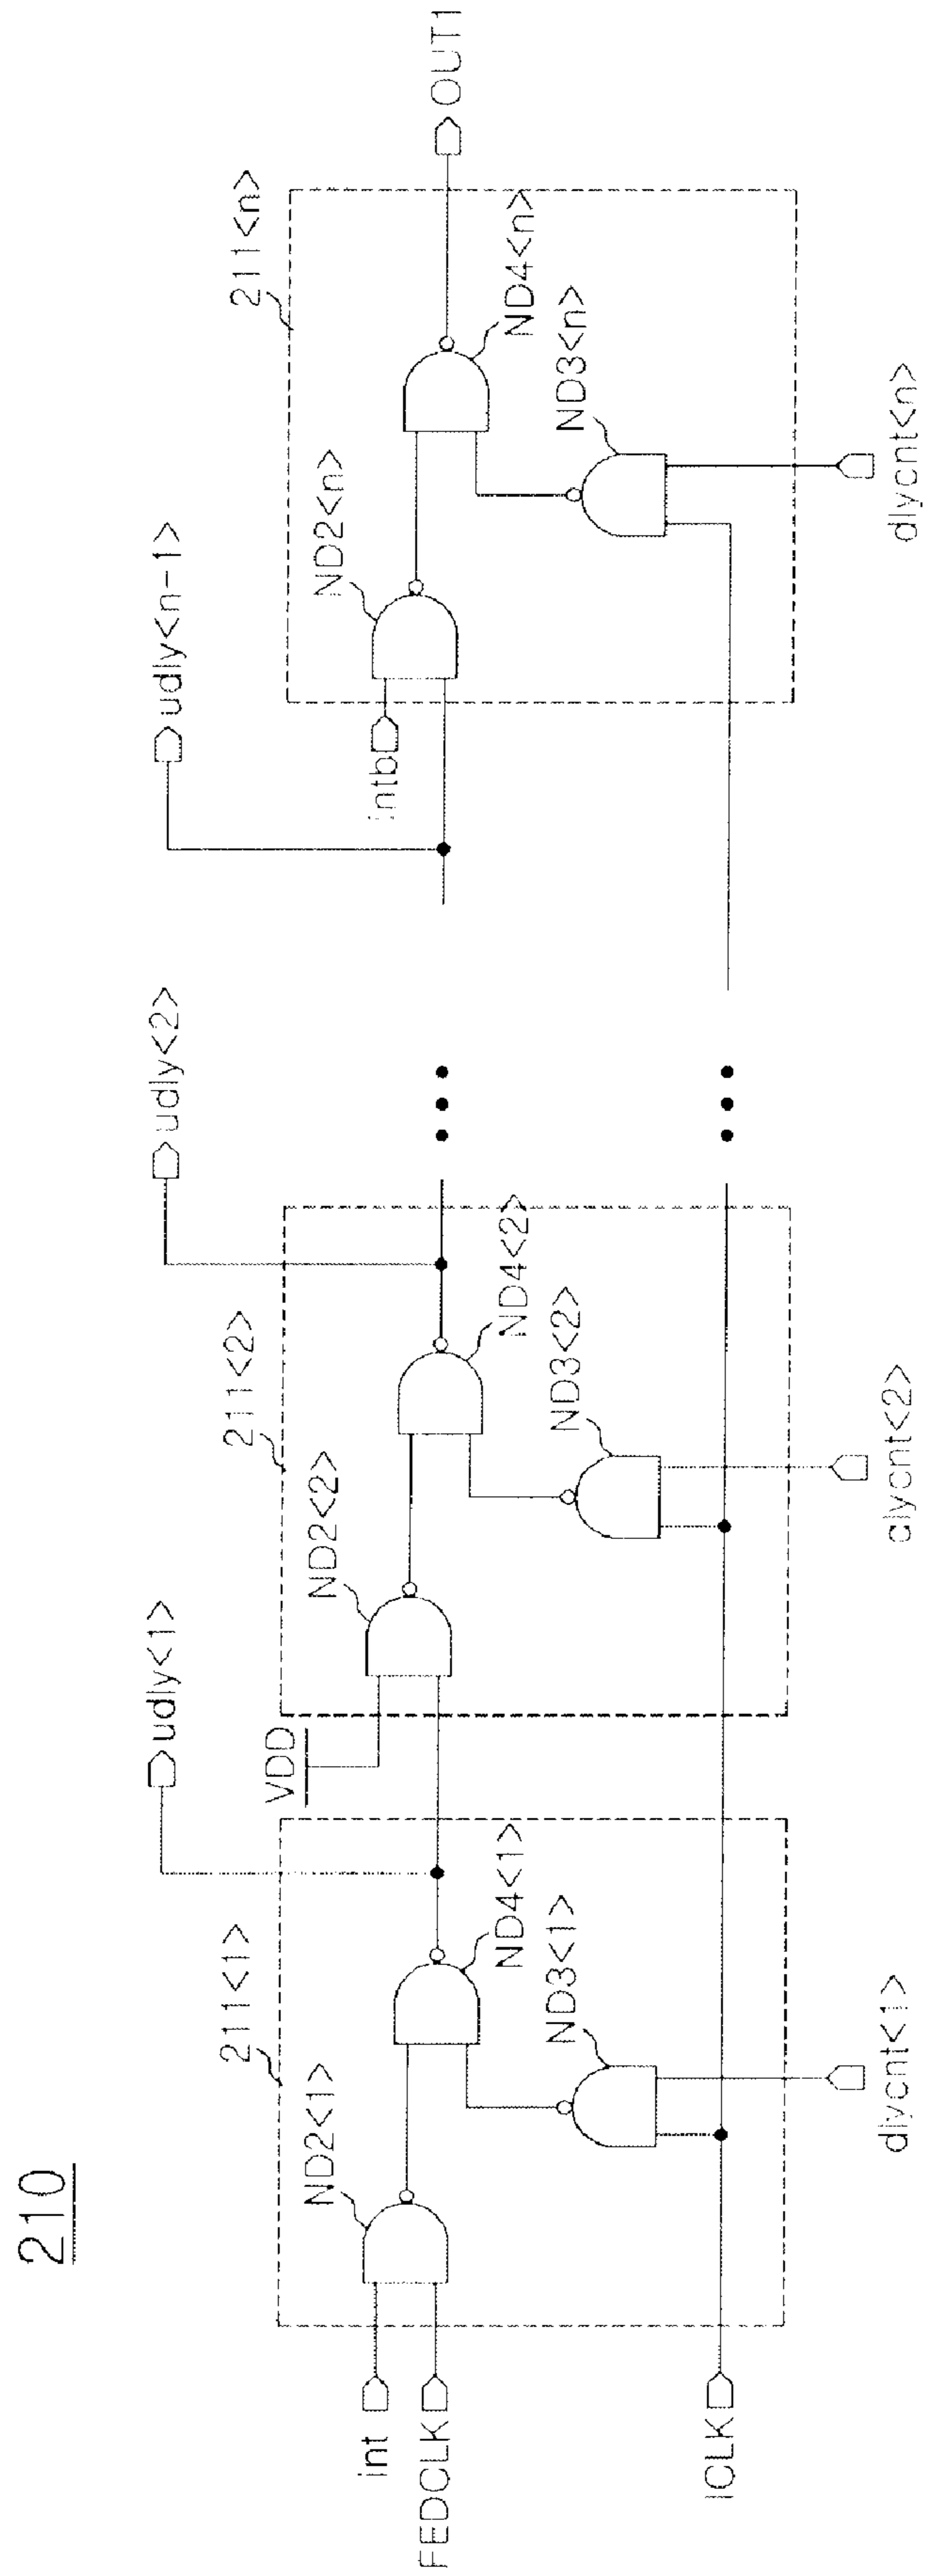 210
udly<1>
udly<2>
udly<n-1>
211<1>
VDD
211<2>
211<n>
ND2<1>
ND2<2>
ND2<n>
int
FEDCLK
intb
OUT1
ND4<1>
ND4<2>
ND4<n>
ND3<1>
ND3<2>
ND3<n>
ICLK
dlycnt<1>
dlycnt<2>
dlycnt<n>